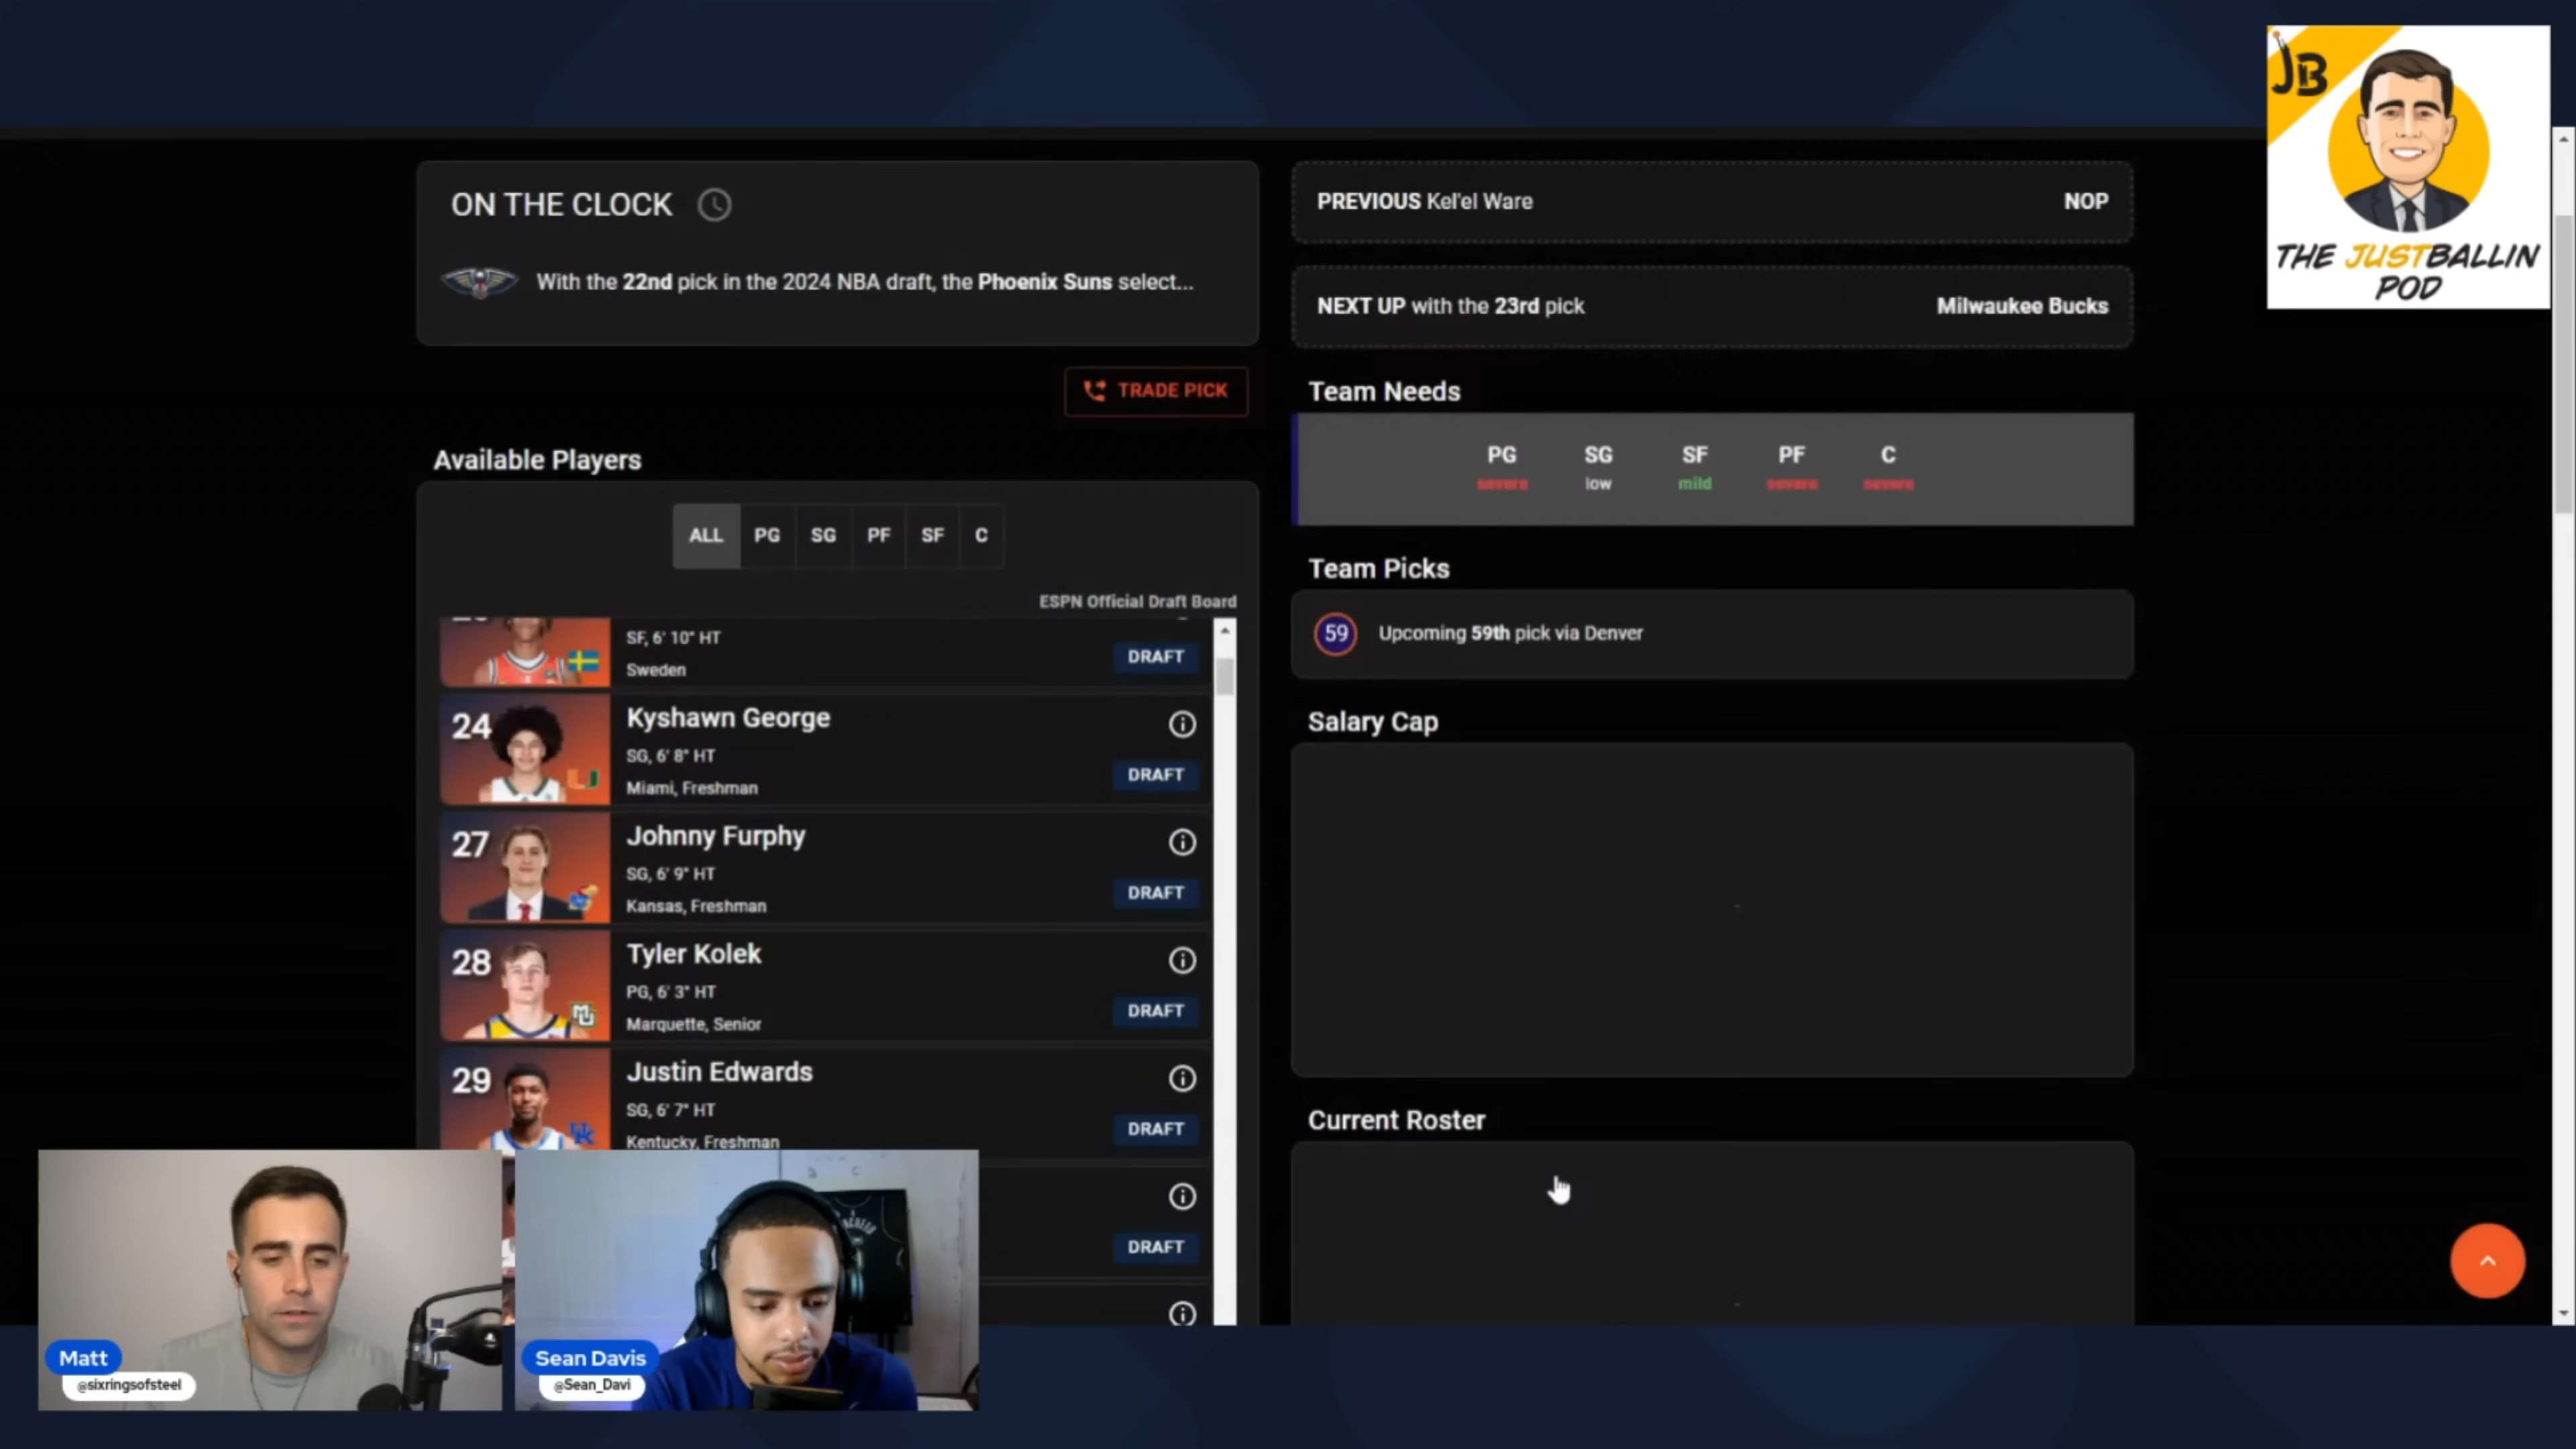 JB
THE JUSTBALLIN
POD
ON THE CLOCK
With the 22nd pick in the 2024 NBA draft, the Phoenix Suns select...
TRADE PICK
PREVIOUS Kel'el Ware
NOP
NEXT UP with the 23rd pick
Milwaukee Bucks
Team Needs
PG SG SF PF C
severe low mild severe severe
Team Picks
59 Upcoming 59th pick via Denver
Salary Cap
Current Roster
Available Players
ALL PG SG PF SF C
ESPN Official Draft Board
SF, 6' 10" HT
Sweden
DRAFT
24
Kyshawn George
SG, 6' 8" HT
Miami, Freshman
DRAFT
27
Johnny Furphy
SG, 6' 9" HT
Kansas, Freshman
DRAFT
28
Tyler Kolek
PG, 6' 3" HT
Marquette, Senior
DRAFT
29
Justin Edwards
SG, 6' 7" HT
Kentucky, Freshman
DRAFT
DRAFT
Matt
@sixringsofsteel
Sean Davis
@Sean_Davi